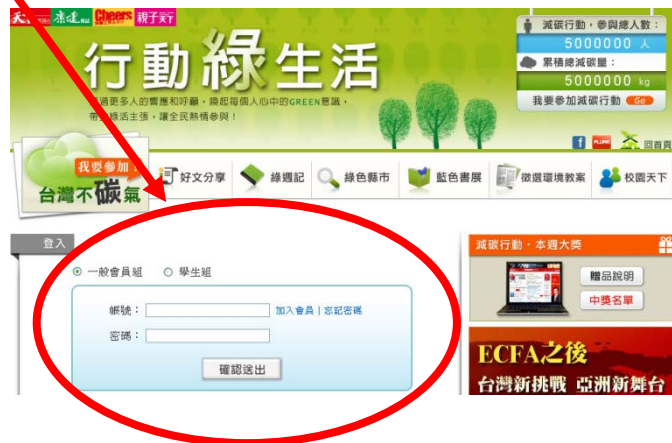 康健
Cheers
親子天下
減碳行動，參與總人數：
5000000 人
累積總減碳量：
5000000 kg
我要參加減碳行動 Go
行動綠生活
過更多人的響應和呼籲，喚起每個人心中的GREEN意識，
綠活主張，讓全民熱情參與！
f PLURK 回首頁
我要參加！
台灣不碳氣
好文分享 綠週記 綠色縣市 藍色書展 徵選環境教案 校園天下
登入
一般會員組 學生組
帳號： 加入會員 | 忘記密碼
密碼：
確認送出
減碳行動．本週大獎
贈品說明
中獎名單
ECFA之後
台灣新挑戰 亞洲新舞台